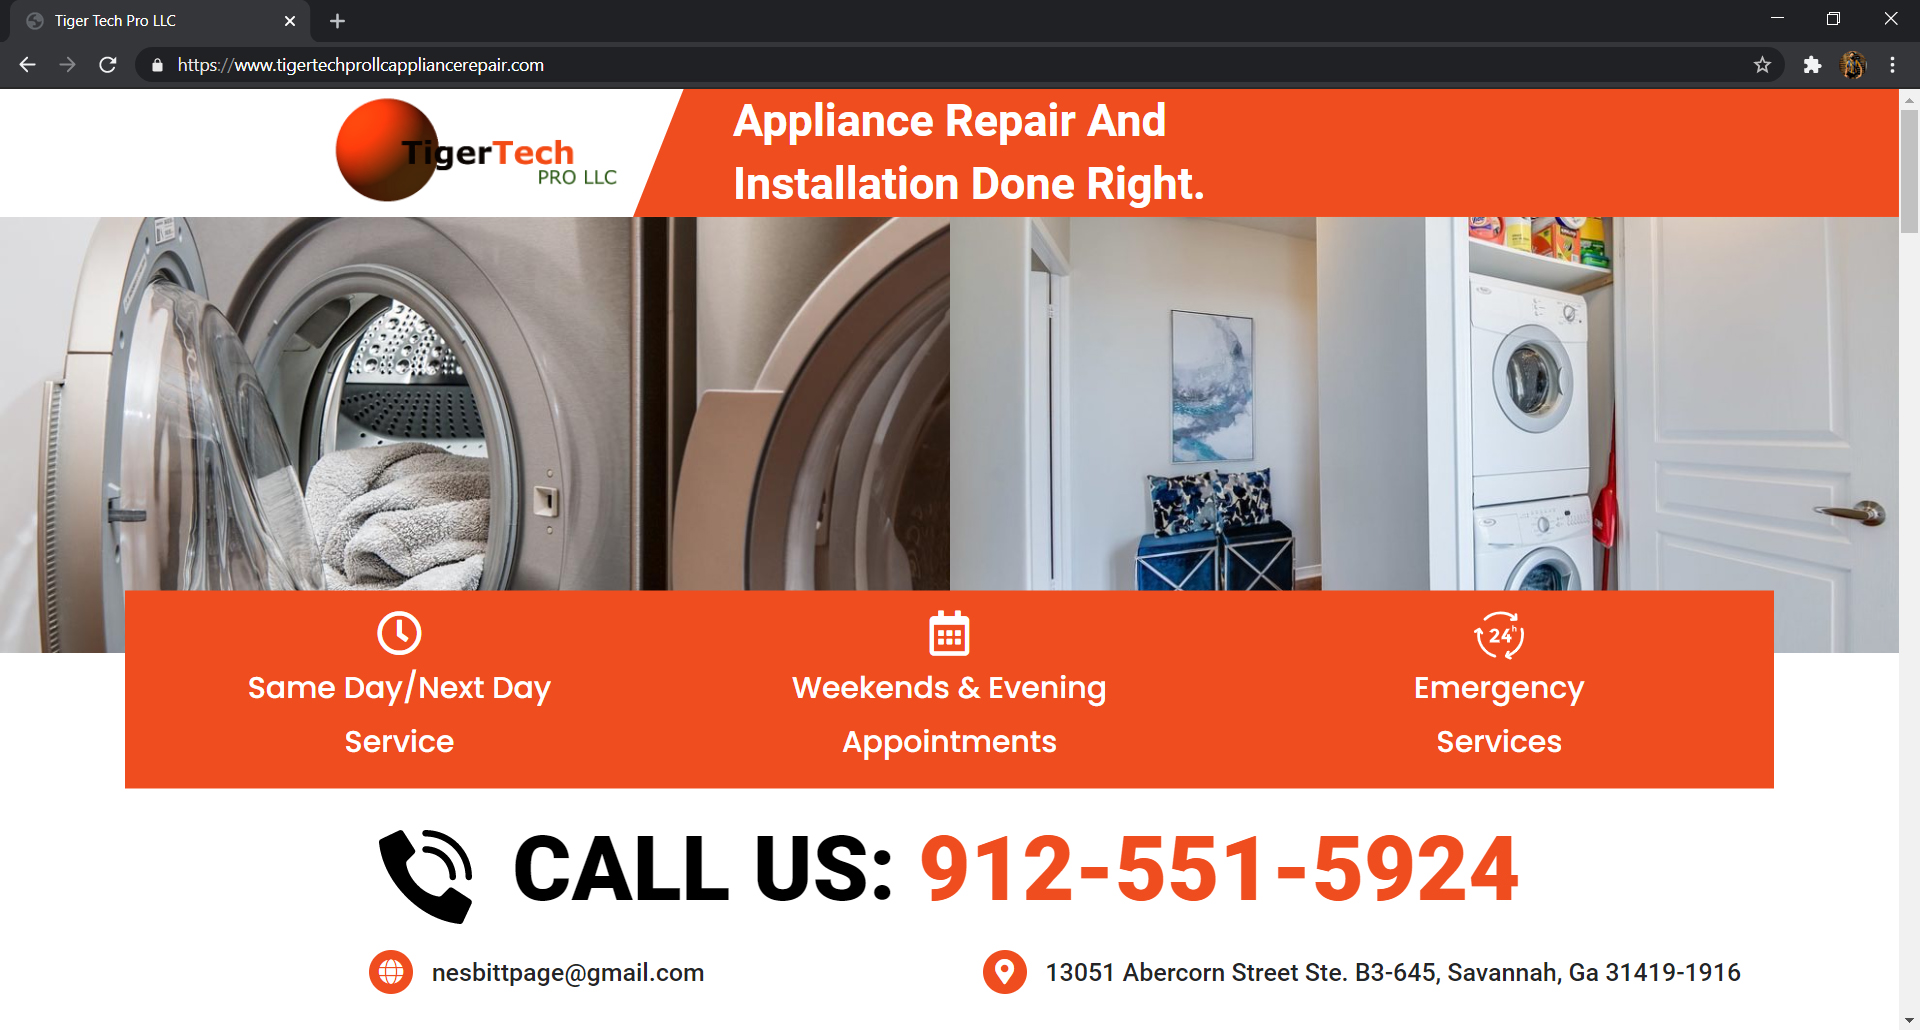 Tiger Tech Pro LLC
https://www.tigertechprollcappliancerepair.com
TigerTech
PRO LLC
Appliance Repair And
Installation Done Right.
Same Day/Next Day
Service
Weekends & Evening
Appointments
24h
Emergency
Services
CALL US: 912-551-5924
nesbittpage@gmail.com
13051 Abercorn Street Ste. B3-645, Savannah, Ga 31419-1916